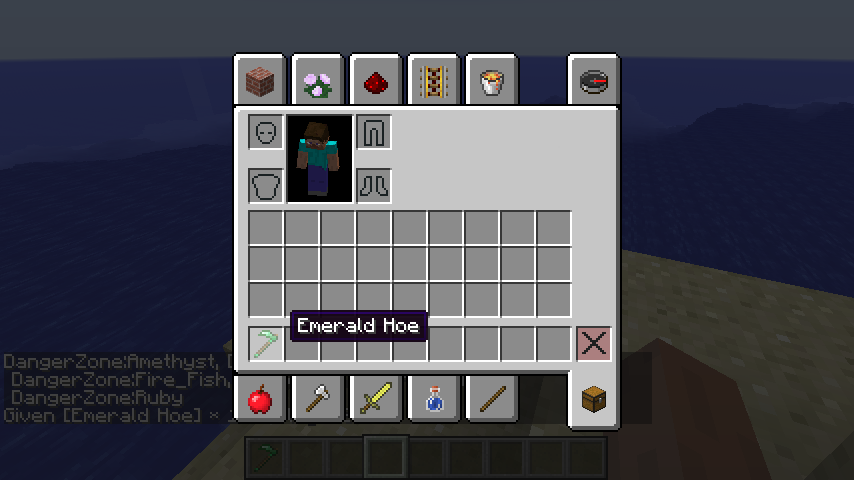 Emerald Hoe
DangerZone:Amethyst,
DangerZone:Fire_Fish,
DangerZone:Ruby
Given [Emerald Hoe] ×